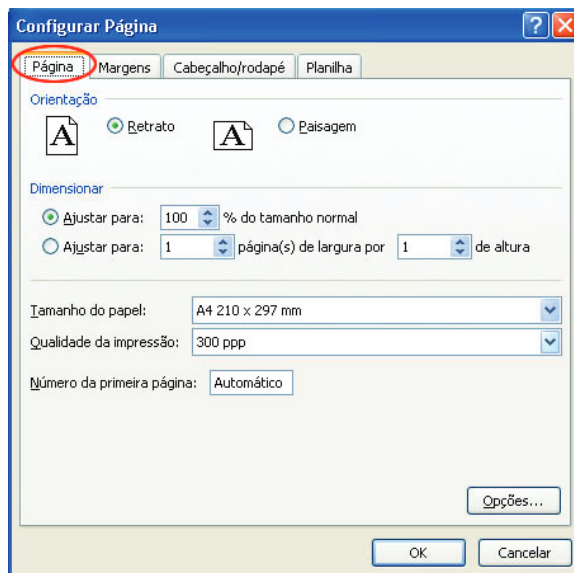 Configurar Página
Página Margens Cabeçalho/rodapé Planilha
Orientação
A Retrato A Paisagem
Dimensionar
Ajustar para: 100 % do tamanho normal
Ajustar para: 1 página(s) de largura por 1 de altura
Tamanho do papel: A4 210 x 297 mm
Qualidade da impressão: 300 ppp
Número da primeira página: Automático
Opções...
OK Cancelar